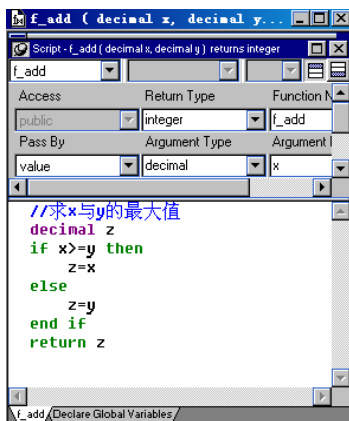 f_add ( decimal x, decimal y...
Script - f_add ( decimal x, decimal y ) returns integer
f_add
Access Return Type Function N
public integer f_add
Pass By Argument Type Argument
value decimal x
//求x与y的最大值
decimal z
if x>=y then
z=x
else
z=y
end if
return z
f_add Declare Global Variables